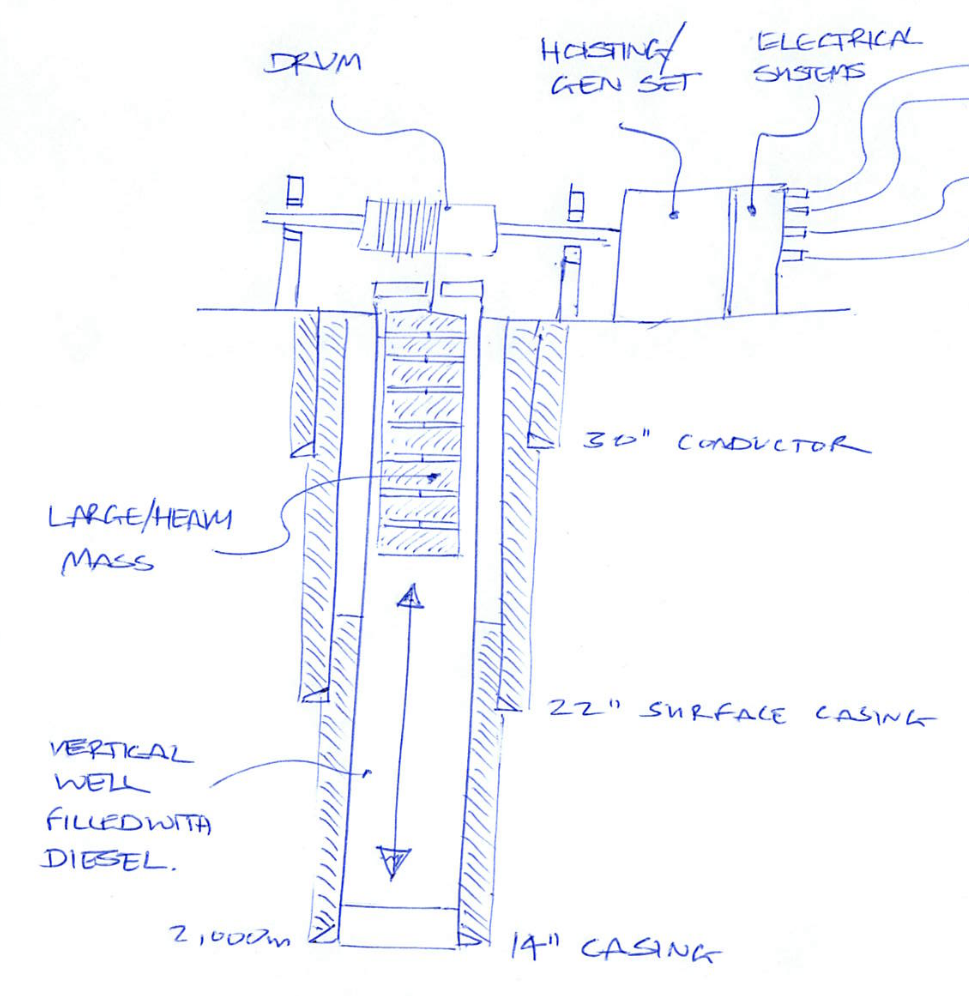 DRUM
HOISTING/
GEN SET
ELECTRICAL
SYSTEMS
30" CONDUCTOR
LARGE/HEAVY
MASS
22" SURFACE CASING
VERTICAL
WELL
FILLED WITH
DIESEL.
2,000m
14" CASING